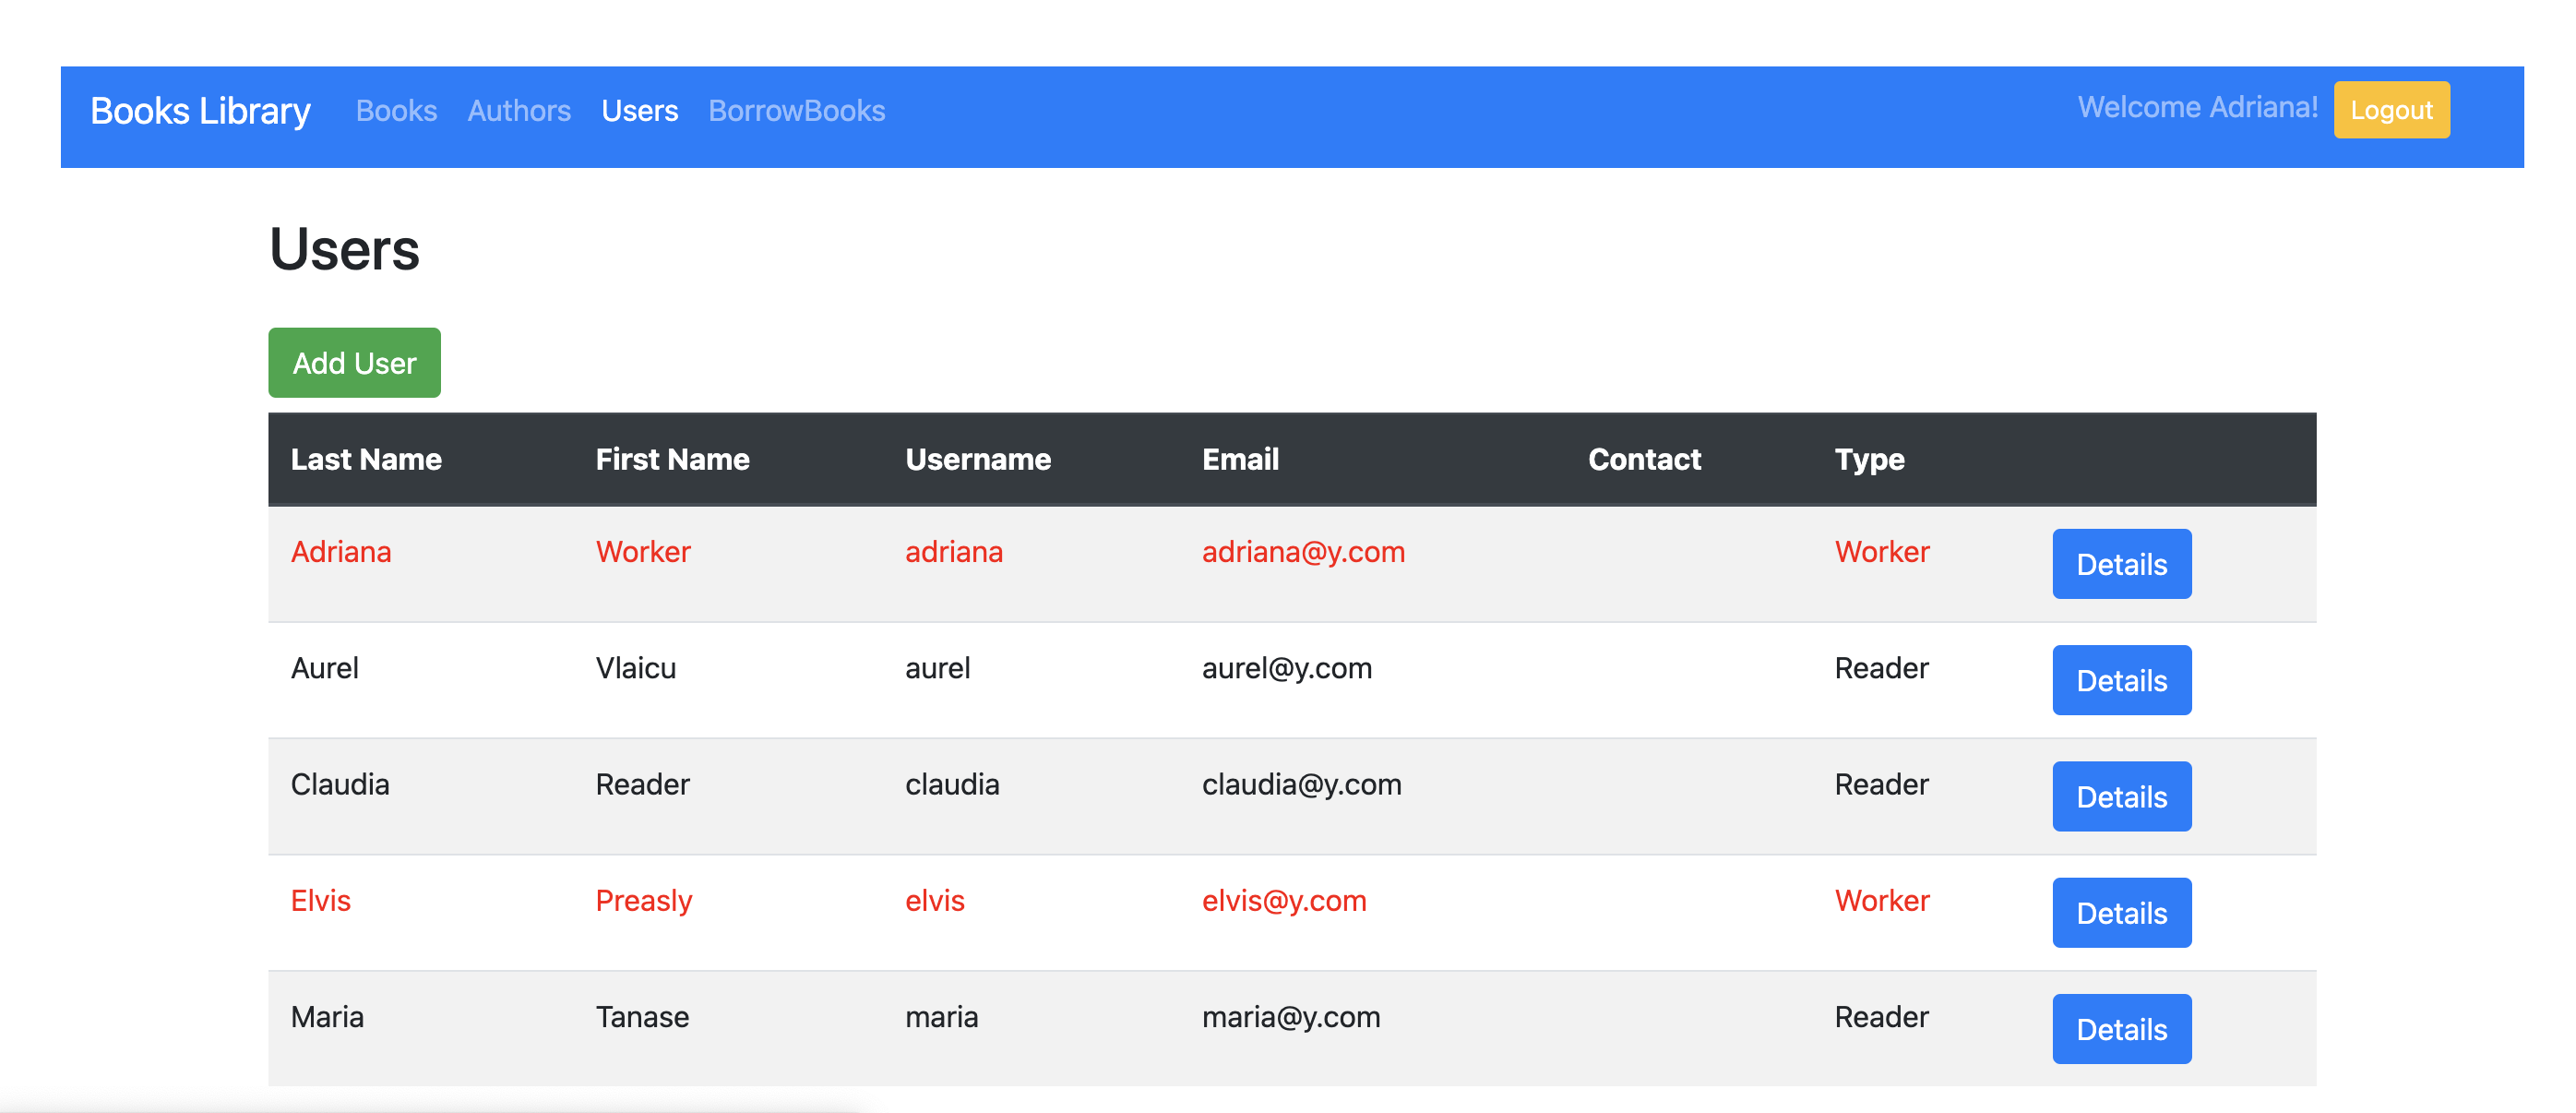 Books Library Books Authors Users BorrowBooks Welcome Adriana! Logout
Users
Add User
Last Name First Name Username Email Contact Type
Adriana Worker adriana adriana@y.com Worker Details
Aurel Vlaicu aurel aurel@y.com Reader Details
Claudia Reader claudia claudia@y.com Reader Details
Elvis Preasly elvis elvis@y.com Worker Details
Maria Tanase maria maria@y.com Reader Details